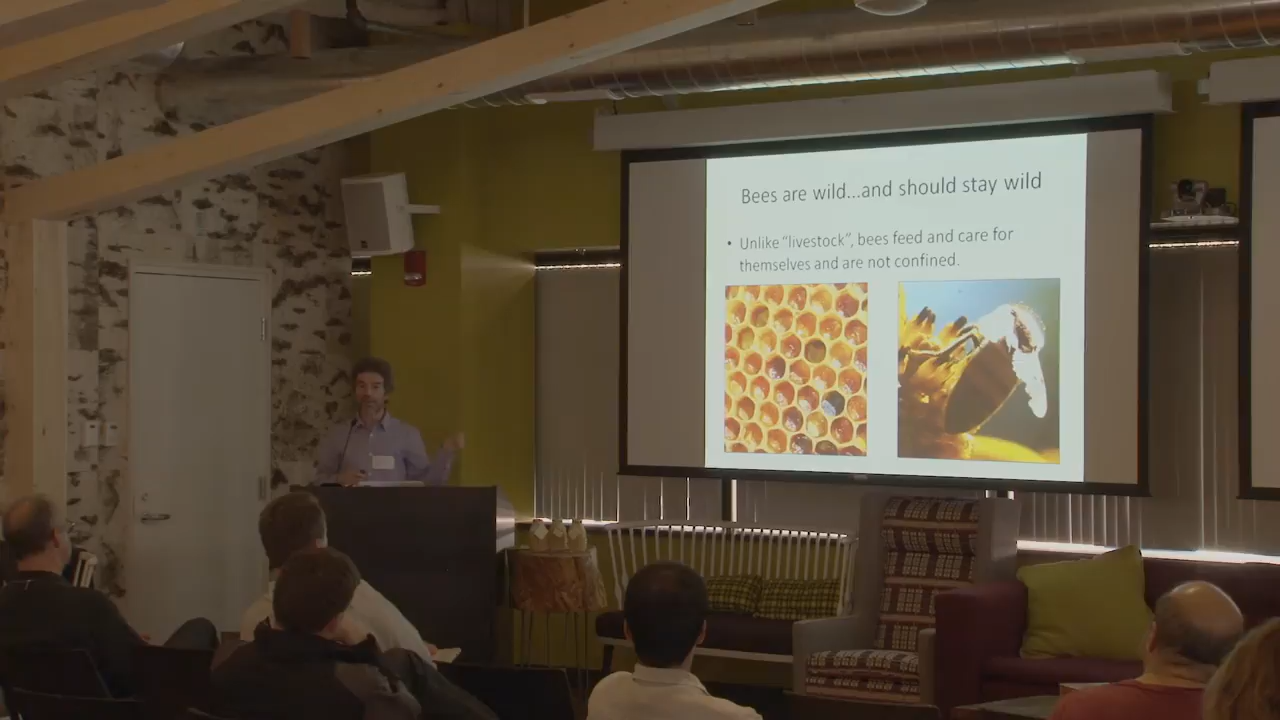 Bees are wild...and should stay wild
• Unlike "livestock", bees feed and care for
themselves and are not confined.